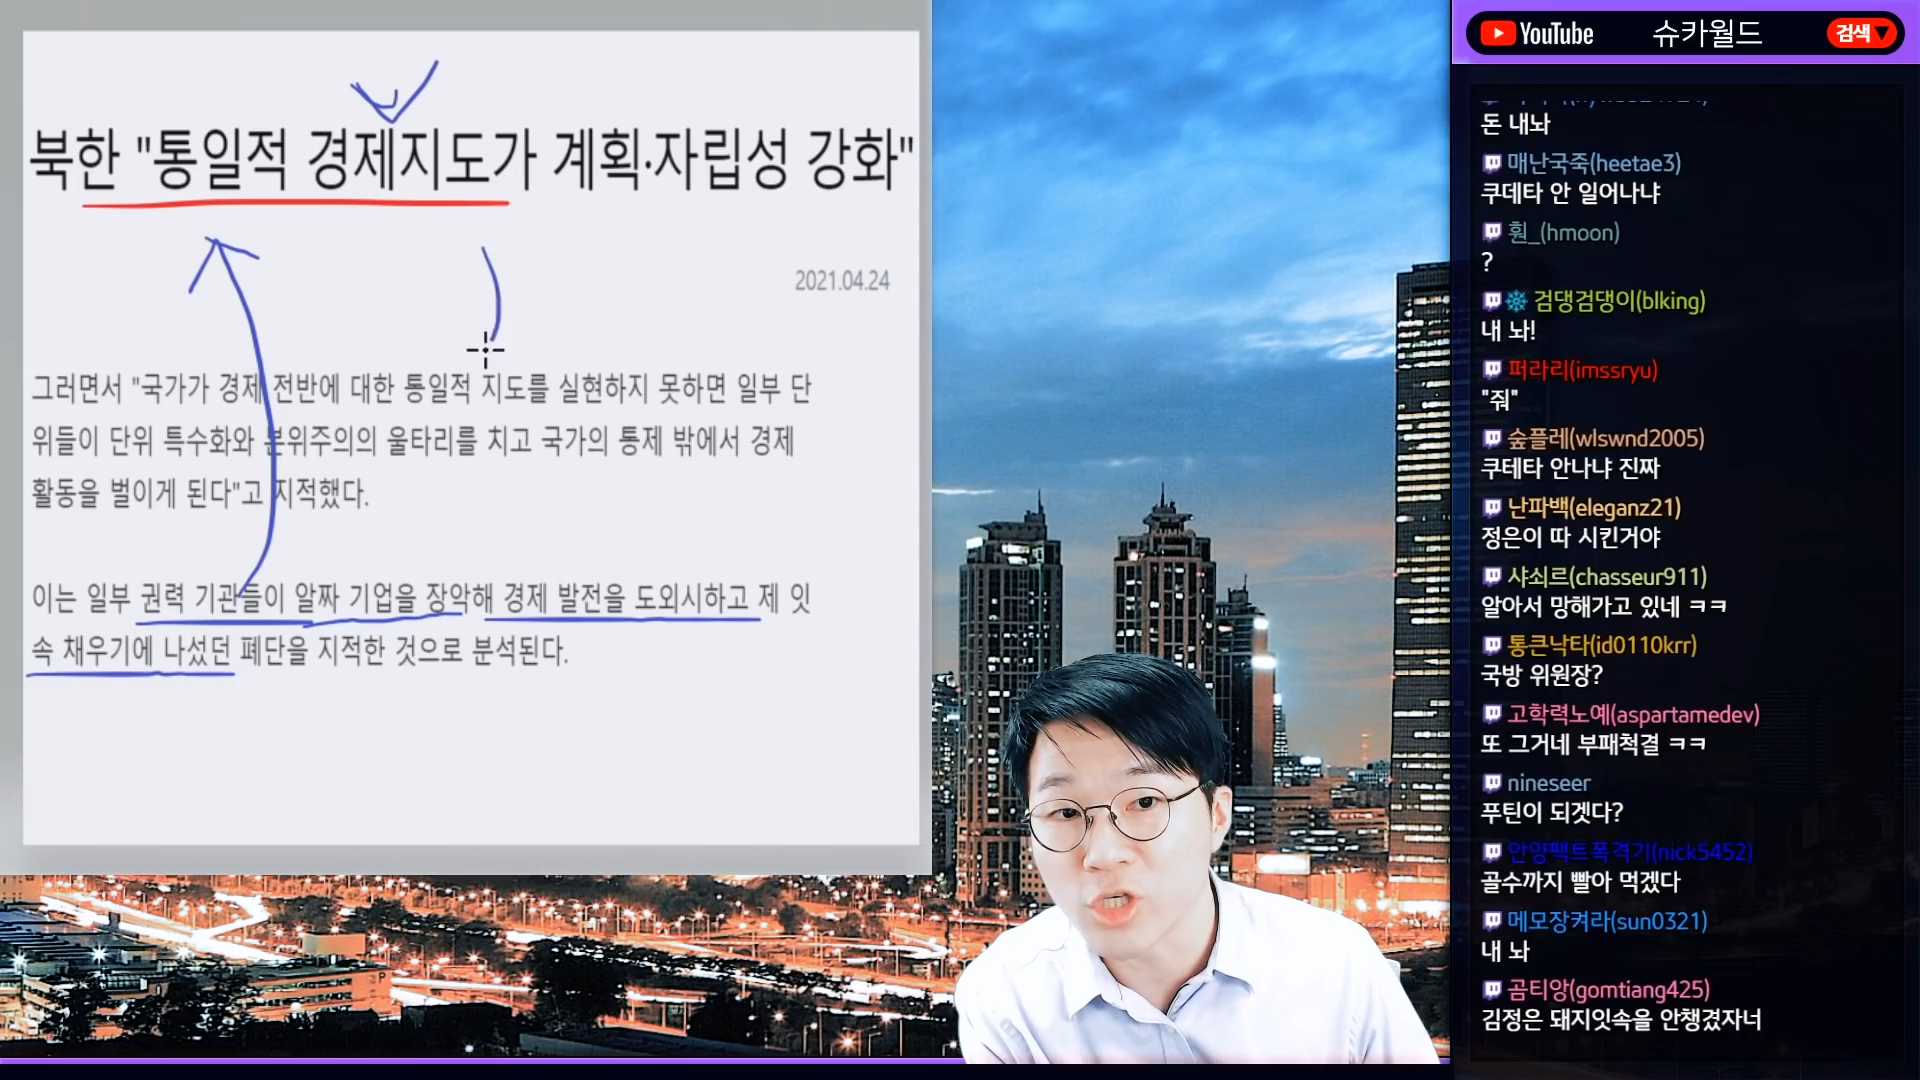 북한 "통일적 경제지도가 계획·자립성 강화"
2021.04.24
그러면서 "국가가 경제 전반에 대한 통일적 지도를 실현하지 못하면 일부 단
위들이 단위 특수화와 본위주의의 울타리를 치고 국가의 통제 밖에서 경제
활동을 벌이게 된다"고 지적했다.
이는 일부 권력 기관들이 알짜 기업을 장악해 경제 발전을 도외시하고 제 잇
속 채우기에 나섰던 폐단을 지적한 것으로 분석된다.
YouTube 슈카월드 검색▼
돈 내놔
매난국죽(heetae3)
쿠데타 안 일어나냐
훤_(hmoon)
?
검댕검댕이(blking)
내 놔!
퍼라리(imssryu)
"줘"
숲플레(wlswnd2005)
쿠테타 안나냐 진짜
난파백(eleganz21)
정은이 따 시킨거야
샤쇠르(chasseur911)
알아서 망해가고 있네 ㅋㅋ
통큰낙타(id0110krr)
국방 위원장?
고학력노예(aspartamedev)
또 그거네 부패척결 ㅋㅋ
nineseer
푸틴이 되겟다?
안양팩트폭격기(nick5452)
골수까지 빨아 먹겠다
메모장켜라(sun0321)
내 놔
곰티앙(gomtiang425)
김정은 돼지잇속을 안챙겼자너